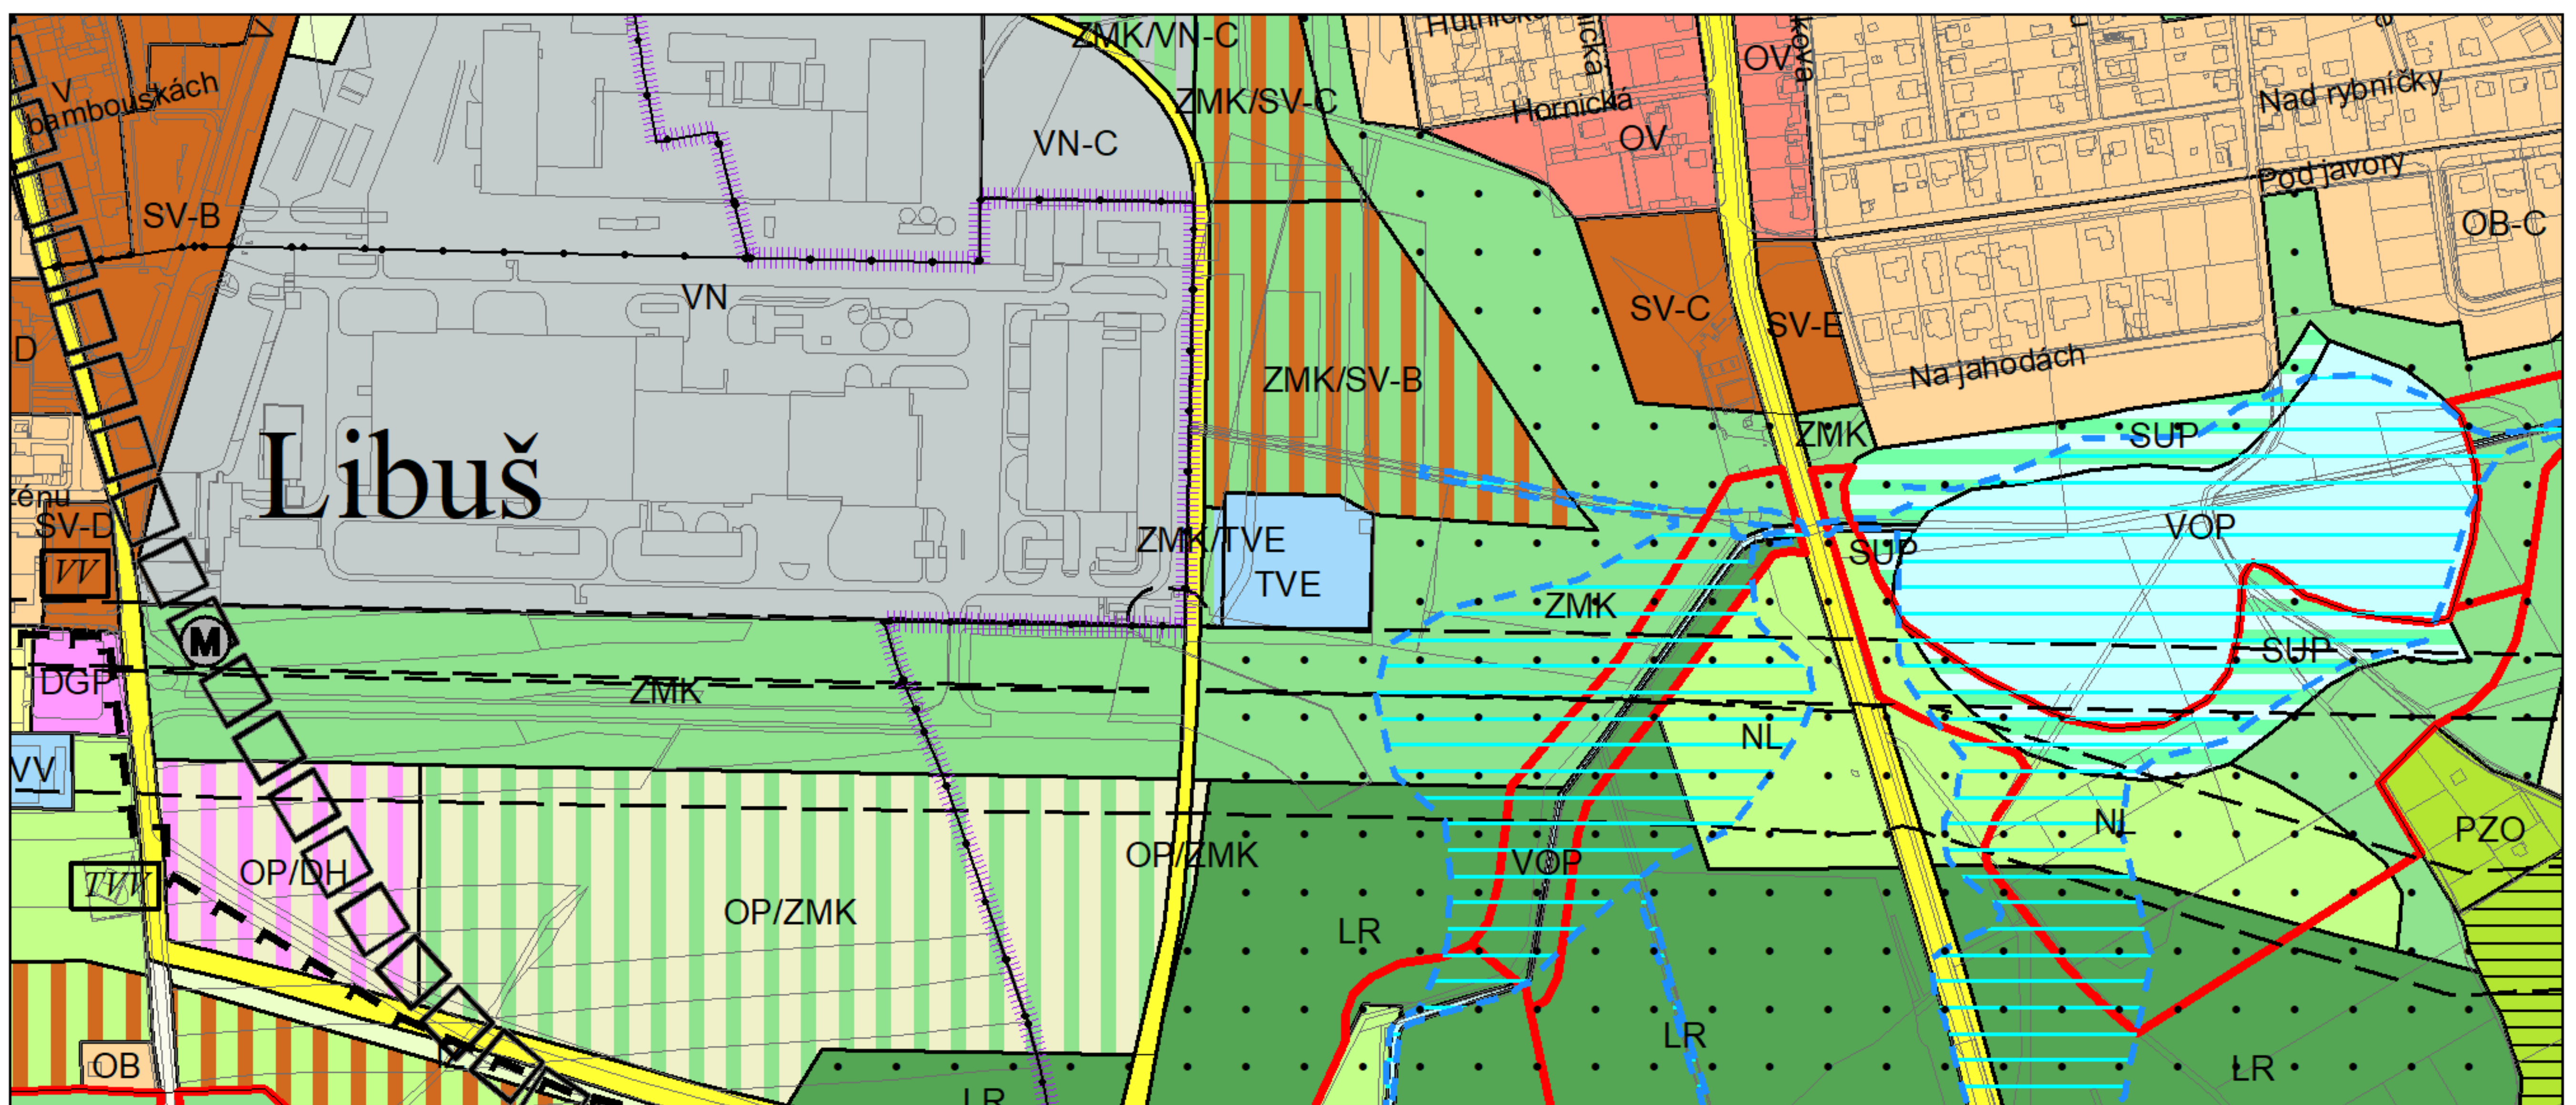 ZMK/VN-C
Hornická
OV
OV
Nad rybníčky
V
bambouskách
ZMK/SV-C
VN-C
OV
Pod javory
SV-B
OB-C
VN
SV-C
SV-E
D
ZMK/SV-B
Na jahodách
Libuš
ZMK
SUP
zénu
SV-D
VV
ZMK/TVE
TVE
SUP
VOP
ZMK
M
SUP
DGP
ZMK
NL
VV
NL
PZO
OP/DH
TVV
OP/ZMK
OP/ZMK
VOP
LR
LR
OB
LR
LR